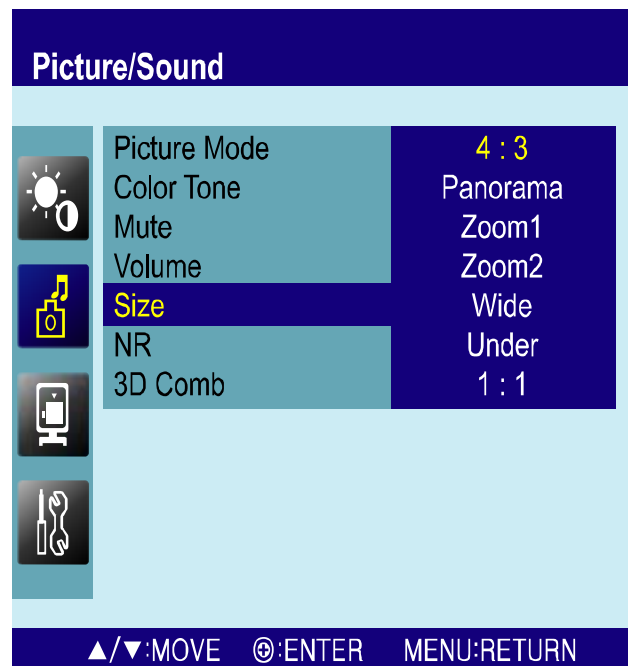 Picture/Sound
Picture Mode 4 : 3
Color Tone Panorama
Mute Zoom1
Volume Zoom2
Size Wide
NR Under
3D Comb 1 : 1
▲/▼:MOVE ⊕:ENTER MENU:RETURN